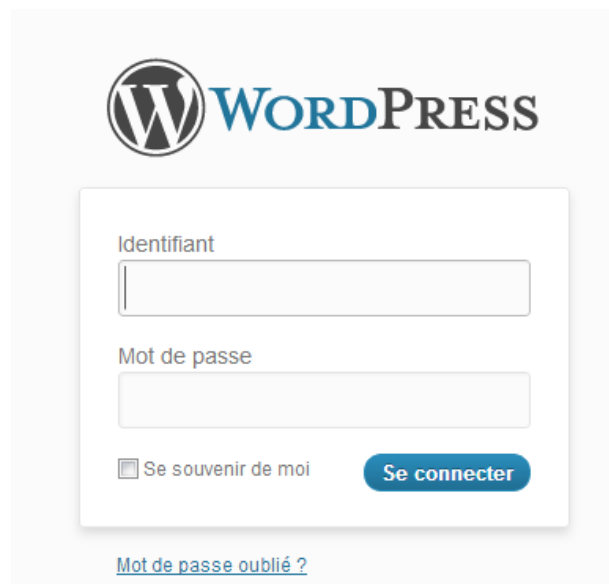 WORDPRESS
Identifiant
Mot de passe
Se souvenir de moi
Se connecter
Mot de passe oublié ?